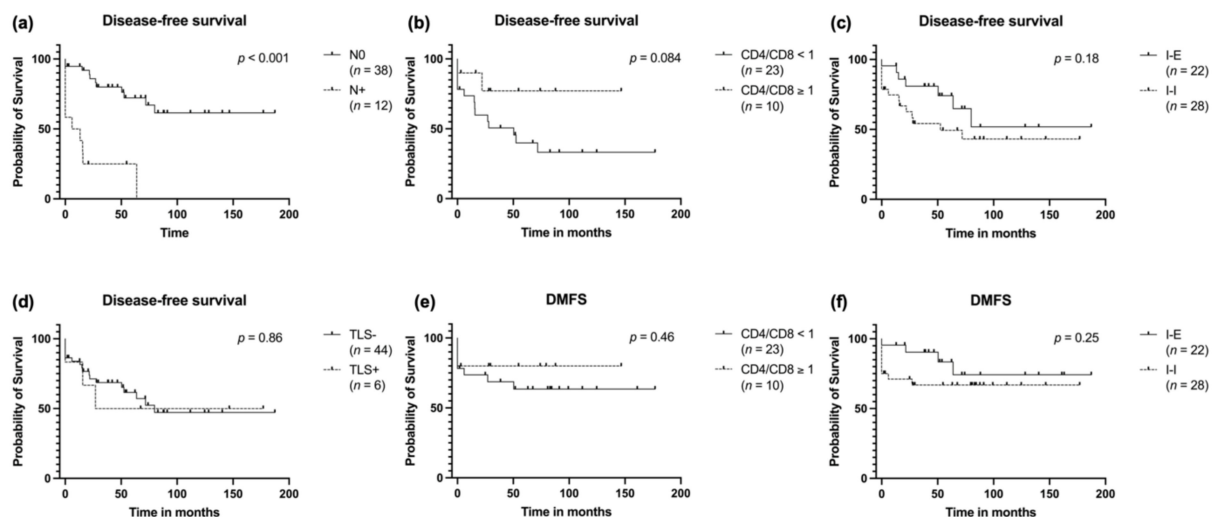 (a)
Disease-free survival
Probability of Survival
100
50
0
0 50 100 150 200
Time
p < 0.001
N0
(n = 38)
N+
(n = 12)
(b)
Disease-free survival
Probability of Survival
100
50
0
0 50 100 150 200
Time in months
p = 0.084
CD4/CD8 < 1
(n = 23)
CD4/CD8 ≥ 1
(n = 10)
(c)
Disease-free survival
Probability of Survival
100
50
0
0 50 100 150 200
Time in months
p = 0.18
I-E
(n = 22)
I-I
(n = 28)
(d)
Disease-free survival
Probability of Survival
100
50
0
0 50 100 150 200
Time in months
p = 0.86
TLS-
(n = 44)
TLS+
(n = 6)
(e)
DMFS
Probability of Survival
100
50
0
0 50 100 150 200
Time in months
p = 0.46
CD4/CD8 < 1
(n = 23)
CD4/CD8 ≥ 1
(n = 10)
(f)
DMFS
Probability of Survival
100
50
0
0 50 100 150 200
Time in months
p = 0.25
I-E
(n = 22)
I-I
(n = 28)